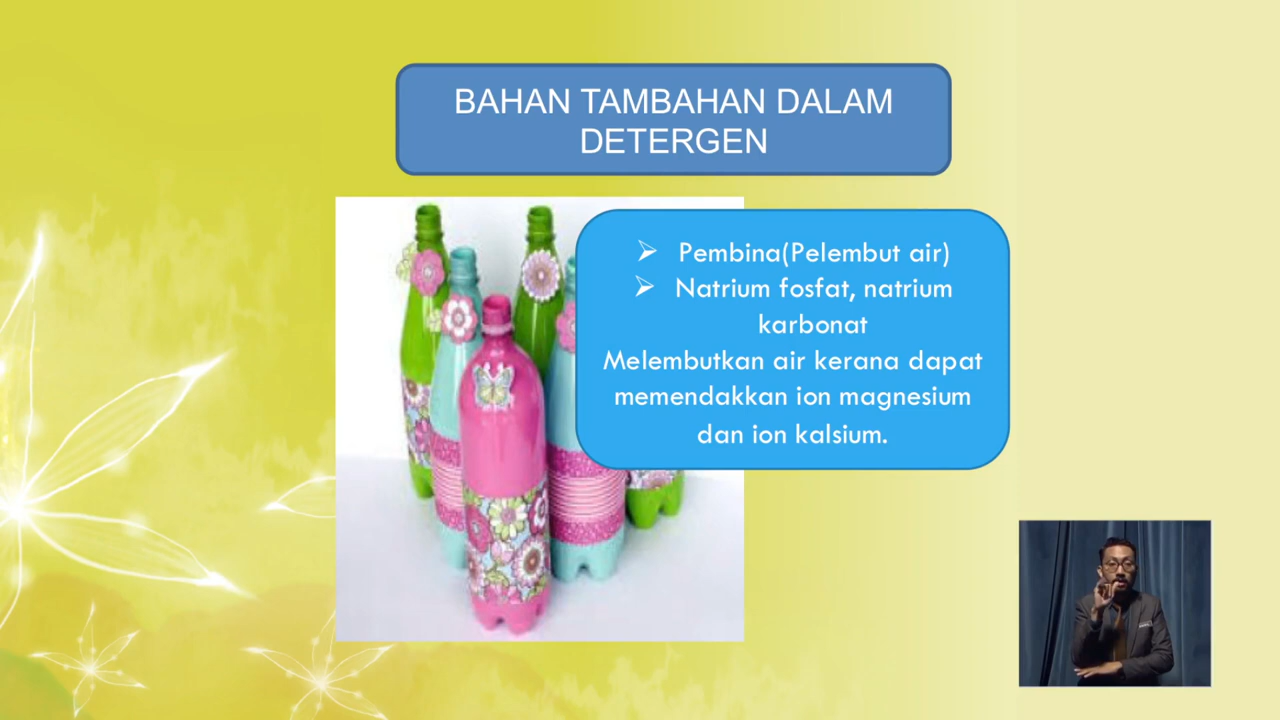 BAHAN TAMBAHAN DALAM
DETERGEN
➢ Pembina(Pelembut air)
➢ Natrium fosfat, natrium
karbonat
Melembutkan air kerana dapat
memendakkan ion magnesium
dan ion kalsium.